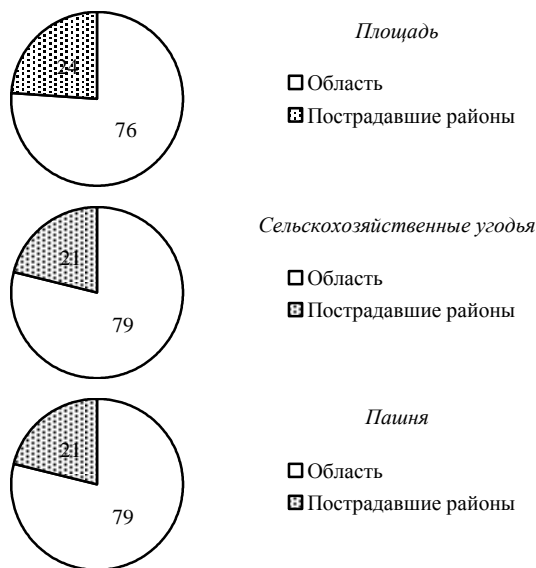 Площадь
24
76
Область
Пострадавшие районы
Сельскохозяйственные угодья
21
79
Область
Пострадавшие районы
Пашня
21
79
Область
Пострадавшие районы